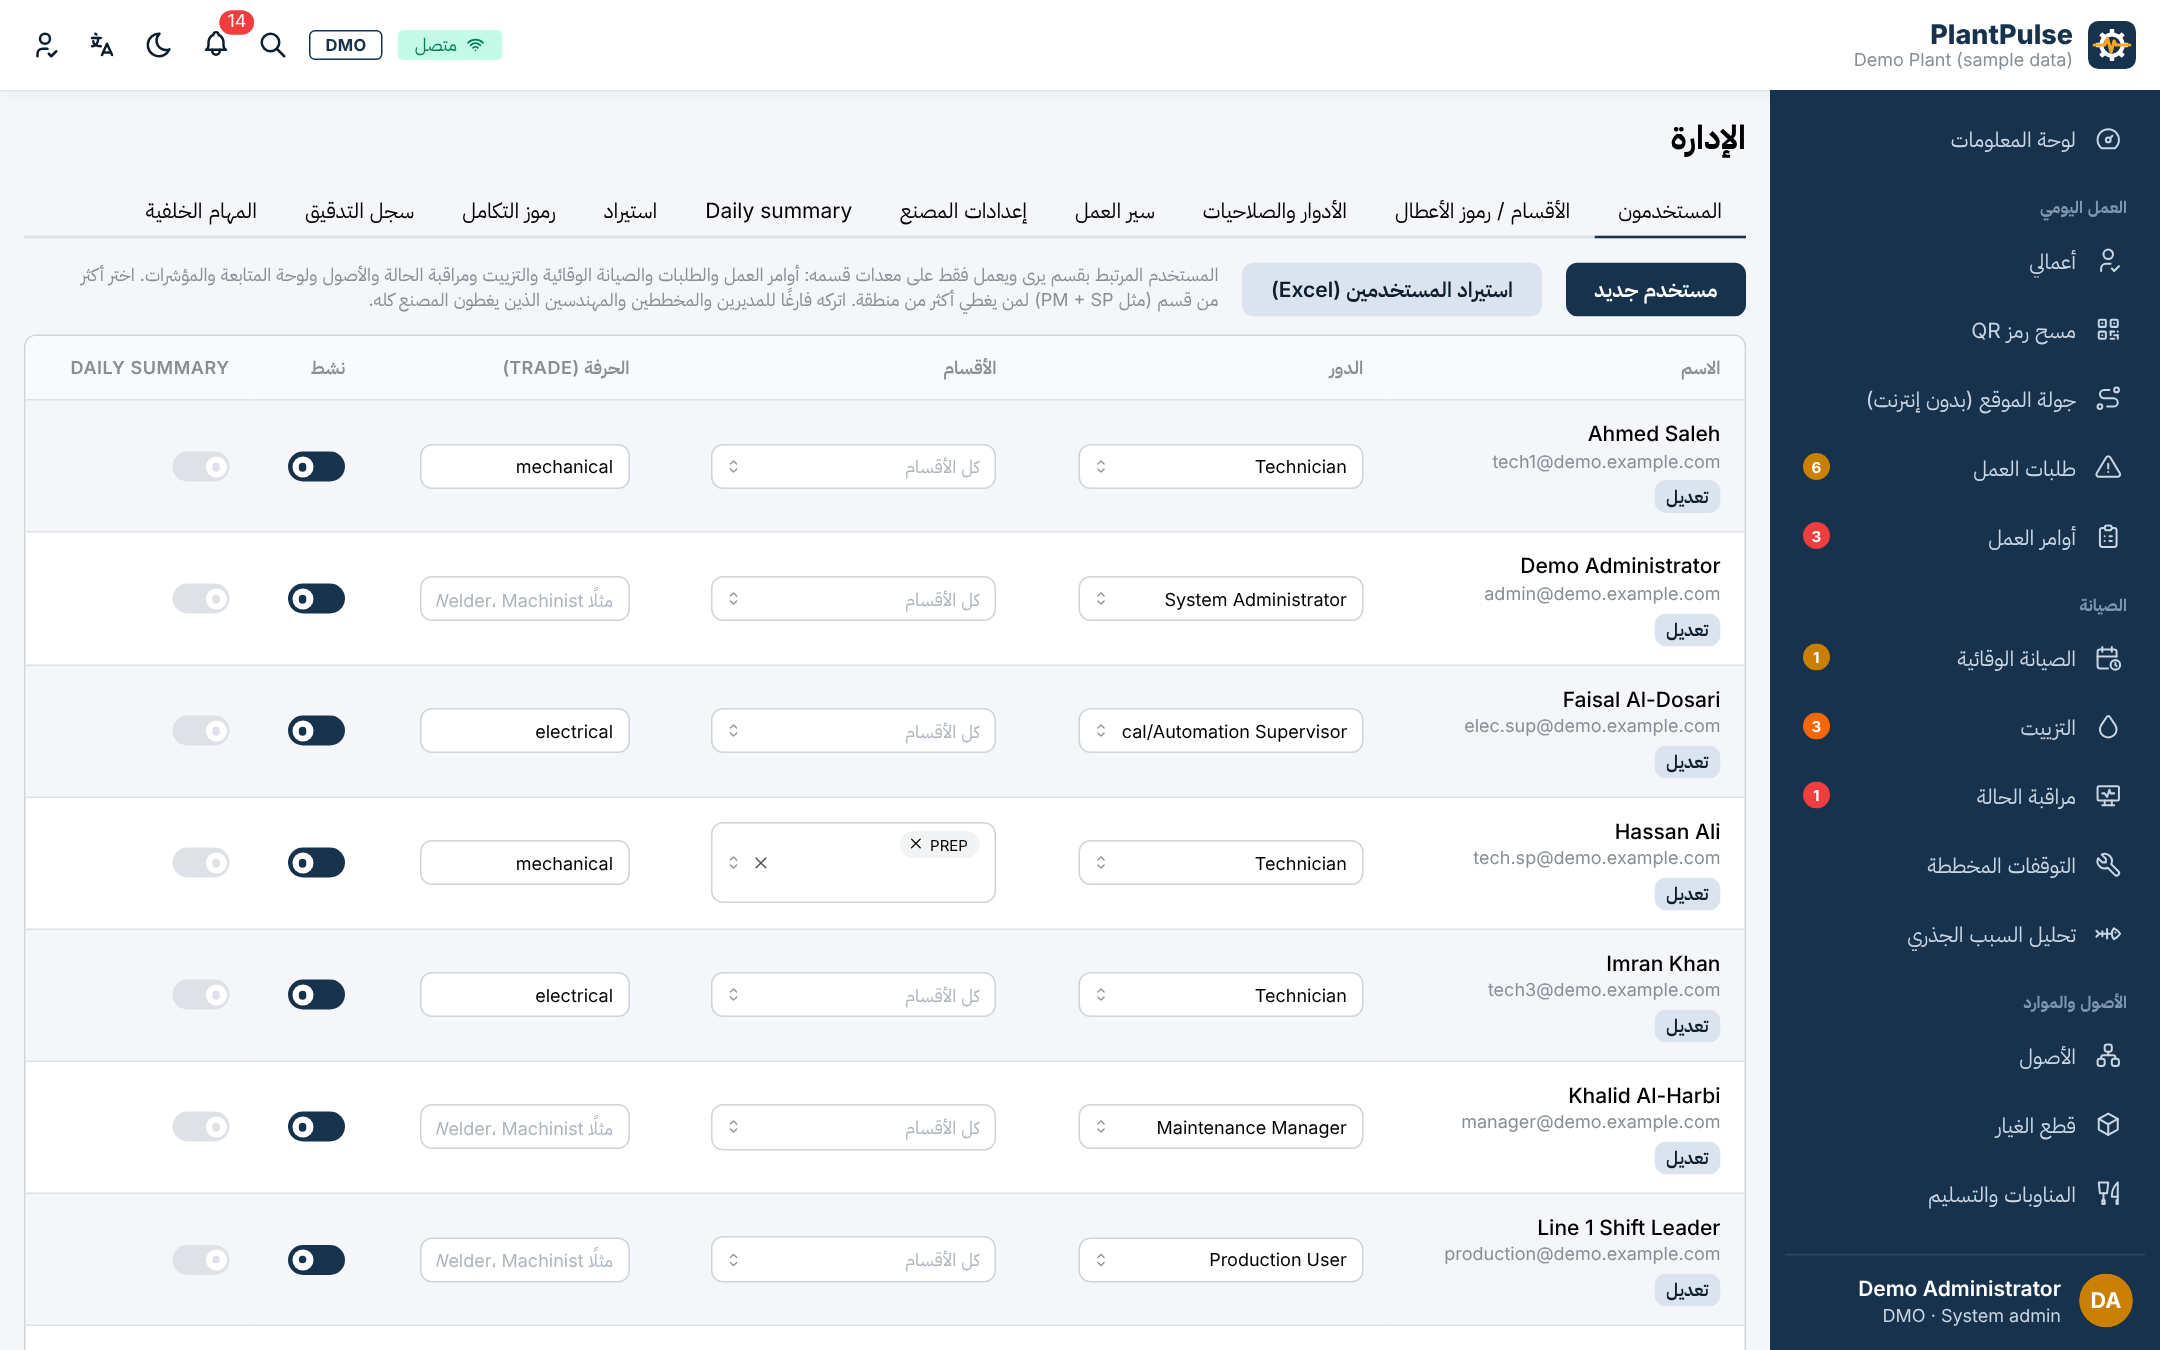 PlantPulse
Demo Plant (sample data)
متصل
DMO
14
لوحة المعلومات
العمل اليومي
أعمالي
مسح رمز QR
جولة الموقع (بدون إنترنت)
طلبات العمل
6
أوامر العمل
3
الصيانة
الصيانة الوقائية
1
التزييت
3
مراقبة الحالة
1
التوقفات المخططة
تحليل السبب الجذري
الأصول والموارد
الأصول
قطع الغيار
المناوبات والتسليم
DA
Demo Administrator
DMO · System admin
الإدارة
المستخدمون
الأقسام / رموز الأعطال
الأدوار والصلاحيات
سير العمل
إعدادات المصنع
Daily summary
استيراد
رموز التكامل
سجل التدقيق
المهام الخلفية
مستخدم جديد
استيراد المستخدمين (Excel)
المستخدم المرتبط بقسم يرى ويعمل فقط على معدات قسمه: أوامر العمل والطلبات والصيانة الوقائية والتزييت ومراقبة الحالة والأصول ولوحة المتابعة والمؤشرات. اختر أكثر
من قسم (مثل PM + SP) لمن يغطي أكثر من منطقة. اتركه فارغًا للمديرين والمخططين والمهندسين الذين يغطون المصنع كله.
الاسم
الدور
الأقسام
الحرفة (TRADE)
نشط
DAILY SUMMARY
Ahmed Saleh
tech1@demo.example.com
تعديل
Technician
كل الأقسام
mechanical
Demo Administrator
admin@demo.example.com
تعديل
System Administrator
كل الأقسام
مثلًا Welder، Machinist
Faisal Al-Dosari
elec.sup@demo.example.com
تعديل
cal/Automation Supervisor
كل الأقسام
electrical
Hassan Ali
tech.sp@demo.example.com
تعديل
Technician
PREP
mechanical
Imran Khan
tech3@demo.example.com
تعديل
Technician
كل الأقسام
electrical
Khalid Al-Harbi
manager@demo.example.com
تعديل
Maintenance Manager
كل الأقسام
مثلًا Welder، Machinist
Line 1 Shift Leader
production@demo.example.com
تعديل
Production User
كل الأقسام
مثلًا Welder، Machinist